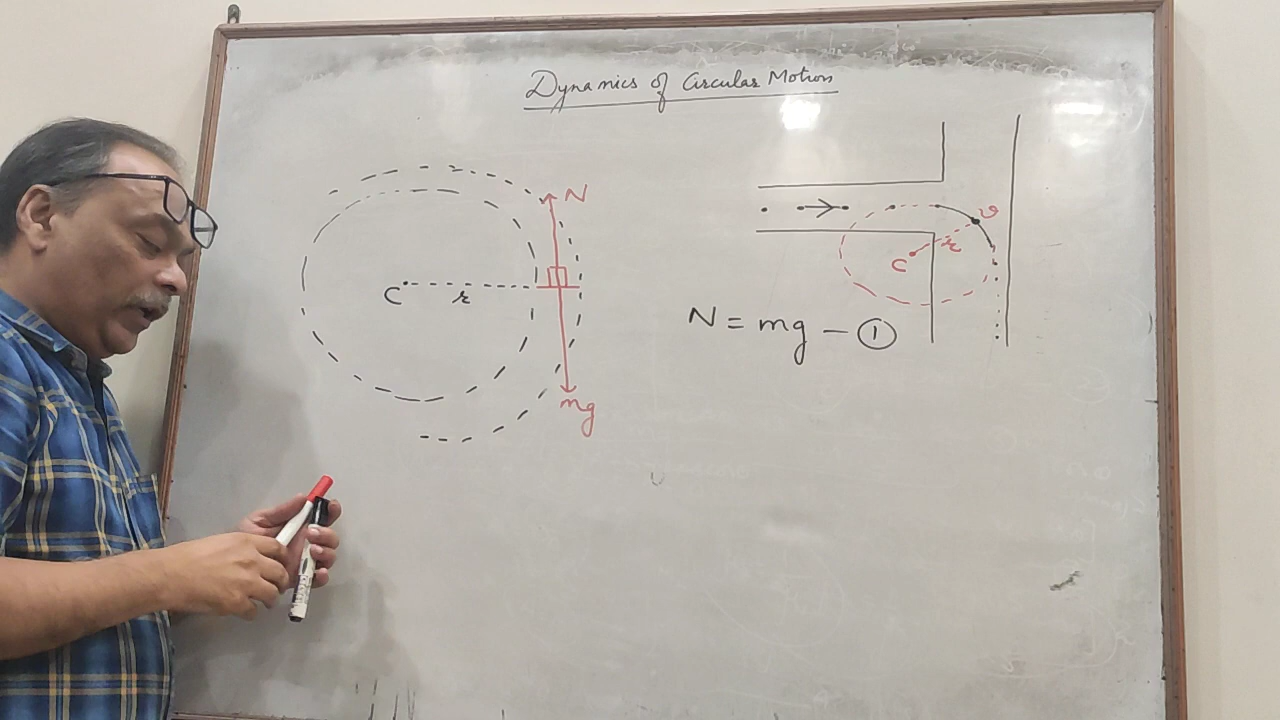 Dynamics of Circular Motion
N
C r
mg
v
r
C
N = mg — ①